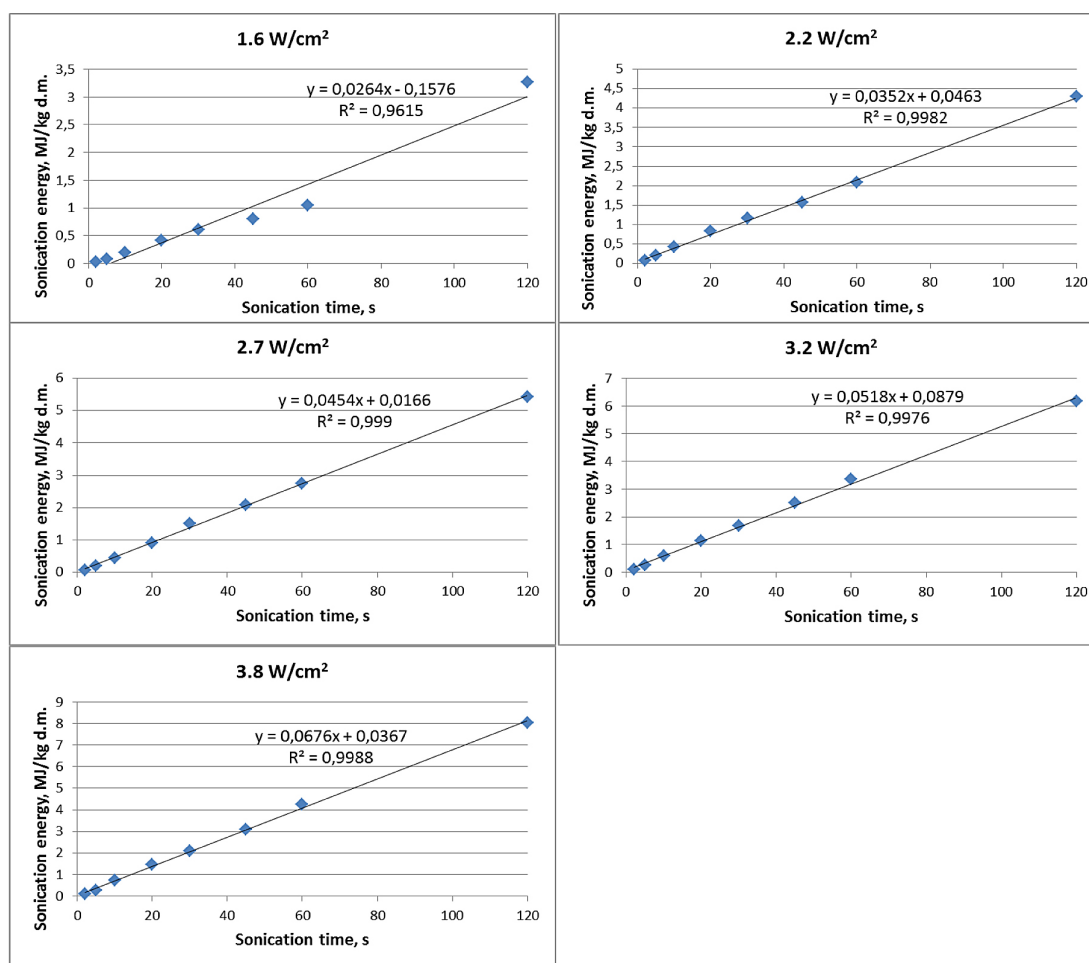 1.6 W/cm²
Sonication energy, MJ/kg d.m.
3,5
3
2,5
2
1,5
1
0,5
0
y = 0,0264x - 0,1576
R² = 0,9615
0 20 40 60 80 100 120
Sonication time, s
2.2 W/cm²
Sonication energy, MJ/kg d.m.
5
4,5
4
3,5
3
2,5
2
1,5
1
0,5
0
y = 0,0352x + 0,0463
R² = 0,9982
0 20 40 60 80 100 120
Sonication time, s
2.7 W/cm²
Sonication energy, MJ/kg d.m.
6
5
4
3
2
1
0
y = 0,0454x + 0,0166
R² = 0,999
0 20 40 60 80 100 120
Sonication time, s
3.2 W/cm²
Sonication energy, MJ/kg d.m.
7
6
5
4
3
2
1
0
y = 0,0518x + 0,0879
R² = 0,9976
0 20 40 60 80 100 120
Sonication time, s
3.8 W/cm²
Sonication energy, MJ/kg d.m.
9
8
7
6
5
4
3
2
1
0
y = 0,0676x + 0,0367
R² = 0,9988
0 20 40 60 80 100 120
Sonication time, s